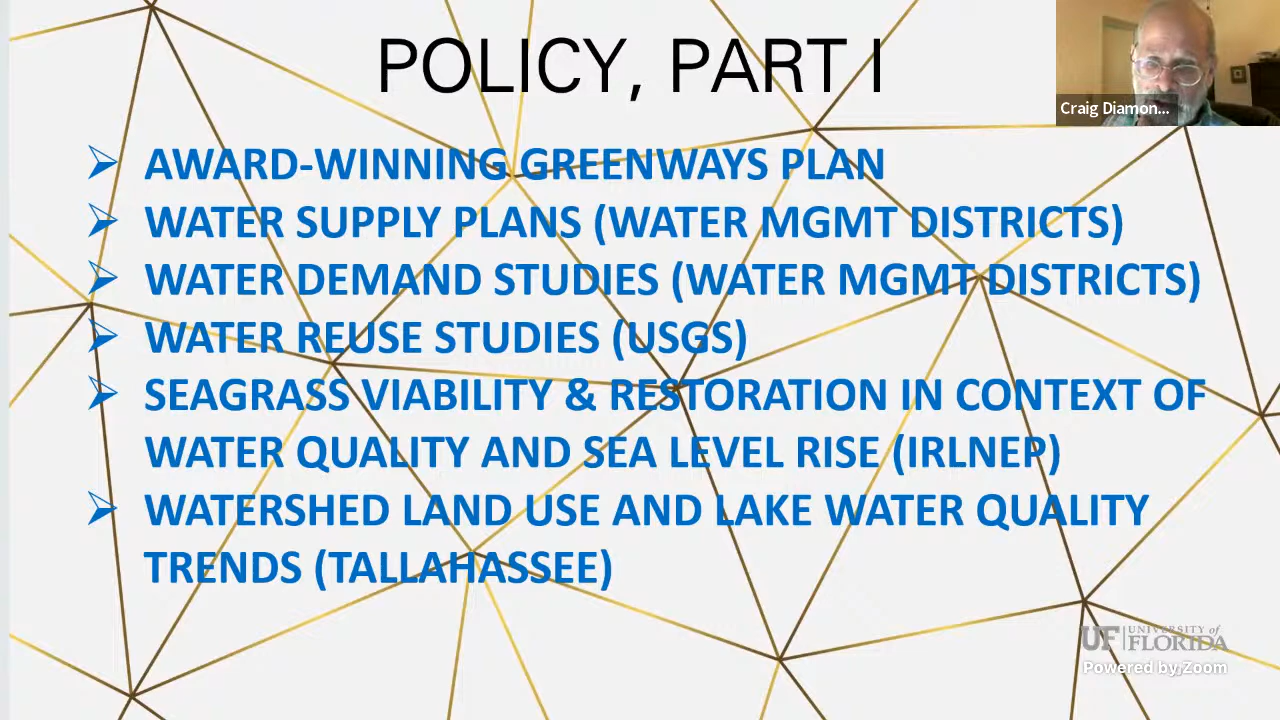 POLICY, PART I
Craig Diamon...
AWARD-WINNING GREENWAYS PLAN
WATER SUPPLY PLANS (WATER MGMT DISTRICTS)
WATER DEMAND STUDIES (WATER MGMT DISTRICTS)
WATER REUSE STUDIES (USGS)
SEAGRASS VIABILITY & RESTORATION IN CONTEXT OF
WATER QUALITY AND SEA LEVEL RISE (IRLNEP)
WATERSHED LAND USE AND LAKE WATER QUALITY
TRENDS (TALLAHASSEE)
UF UNIVERSITY of
FLORIDA
Powered by Zoom